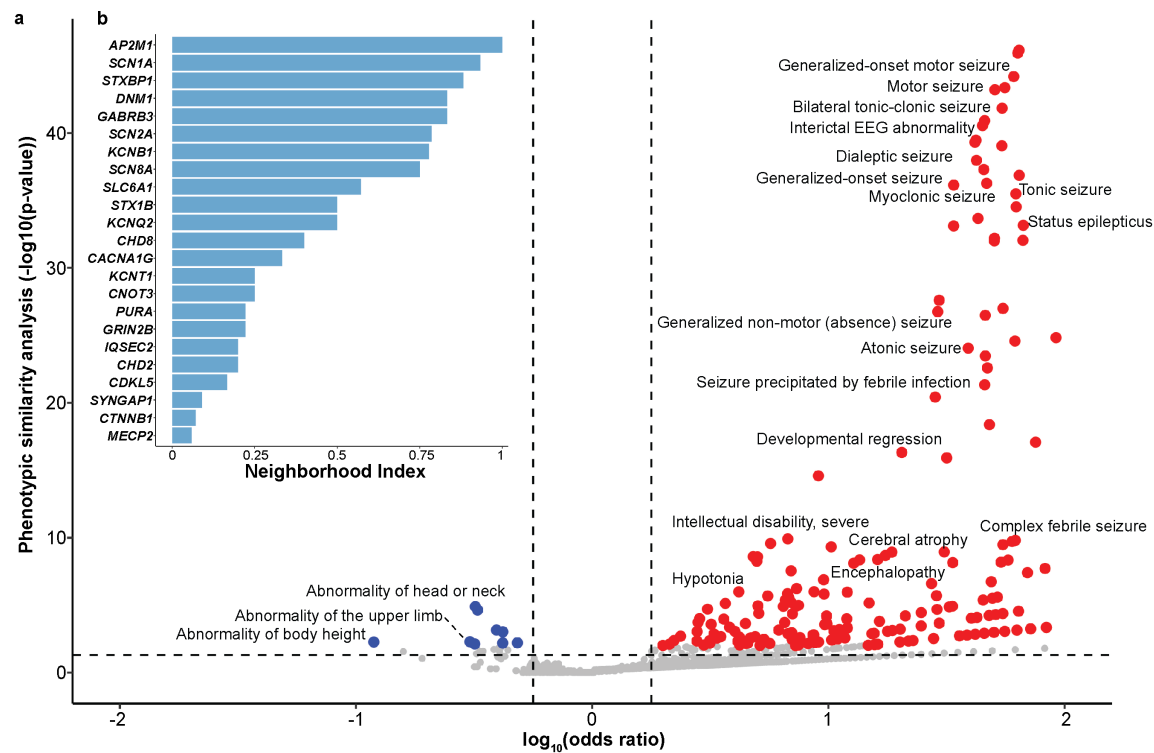 a
b
AP2M1
SCN1A
STXBP1
DNM1
GABRB3
SCN2A
KCNB1
SCN8A
SLC6A1
STX1B
KCNQ2
CHD8
CACNA1G
KCNT1
CNOT3
PURA
GRIN2B
IQSEC2
CHD2
CDKL5
SYNGAP1
CTNNB1
MECP2
0 0.25 0.5 0.75 1
Neighborhood Index
Generalized-onset motor seizure
Motor seizure
Bilateral tonic-clonic seizure
Interictal EEG abnormality
Dialeptic seizure
Generalized-onset seizure
Myoclonic seizure
Tonic seizure
Status epilepticus
Generalized non-motor (absence) seizure
Atonic seizure
Seizure precipitated by febrile infection
Developmental regression
Intellectual disability, severe
Complex febrile seizure
Cerebral atrophy
Hypotonia
Encephalopathy
Abnormality of head or neck
Abnormality of the upper limb
Abnormality of body height
Phenotypic similarity analysis (-log10(p-value))
40
30
20
10
0
-2 -1 0 1 2
log10(odds ratio)